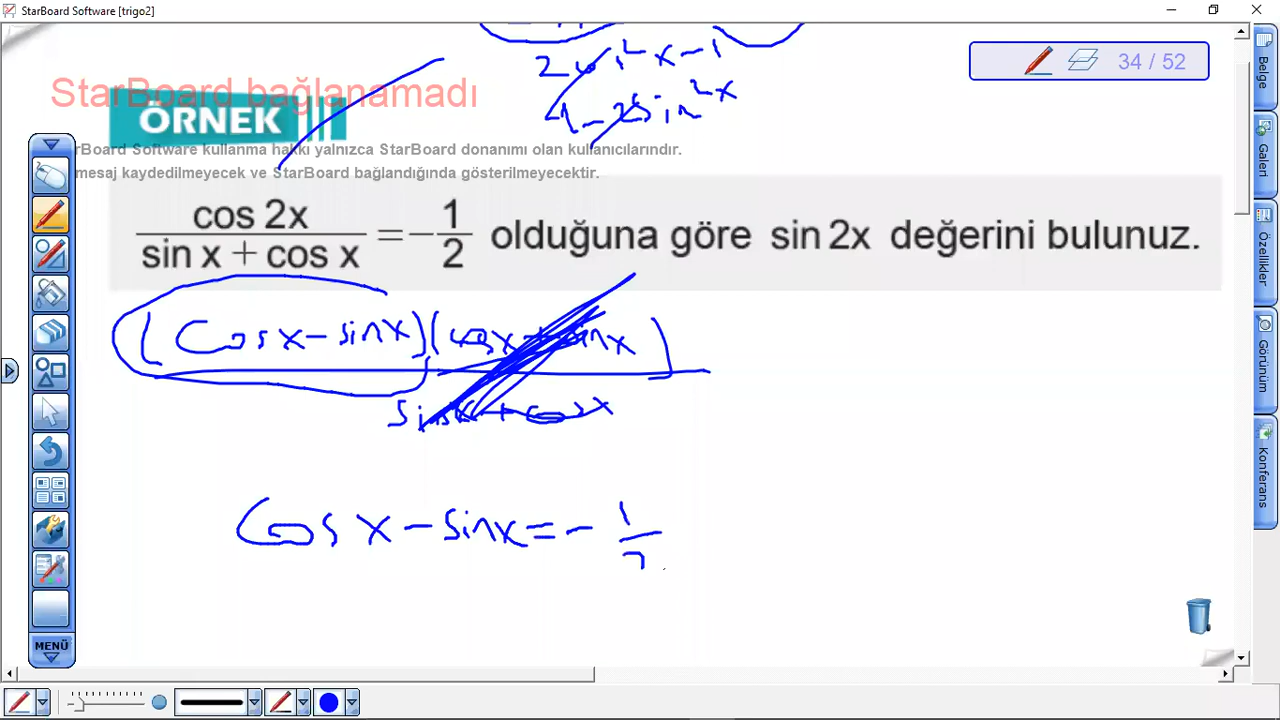 StarBoard Software [trigo2]
2cos²x-1
1-2sin²x
34 / 52
StarBoard bağlanamadı
ÖRNEK
rBoard Software kullanma hakkı yalnızca StarBoard donanımı olan kullanıcılarındır.
mesaj kaydedilmeyecek ve StarBoard bağlandığında gösterilmeyecektir.
cos 2x / sin x + cos x = -1/2 olduğuna göre sin 2x değerini bulunuz.
(Cosx-sinx)(cosx+sinx)
sinx+cosx
Cosx-sinx=-1/2
MENÜ
Belge
Galeri
Özellikler
Görünüm
Konferans